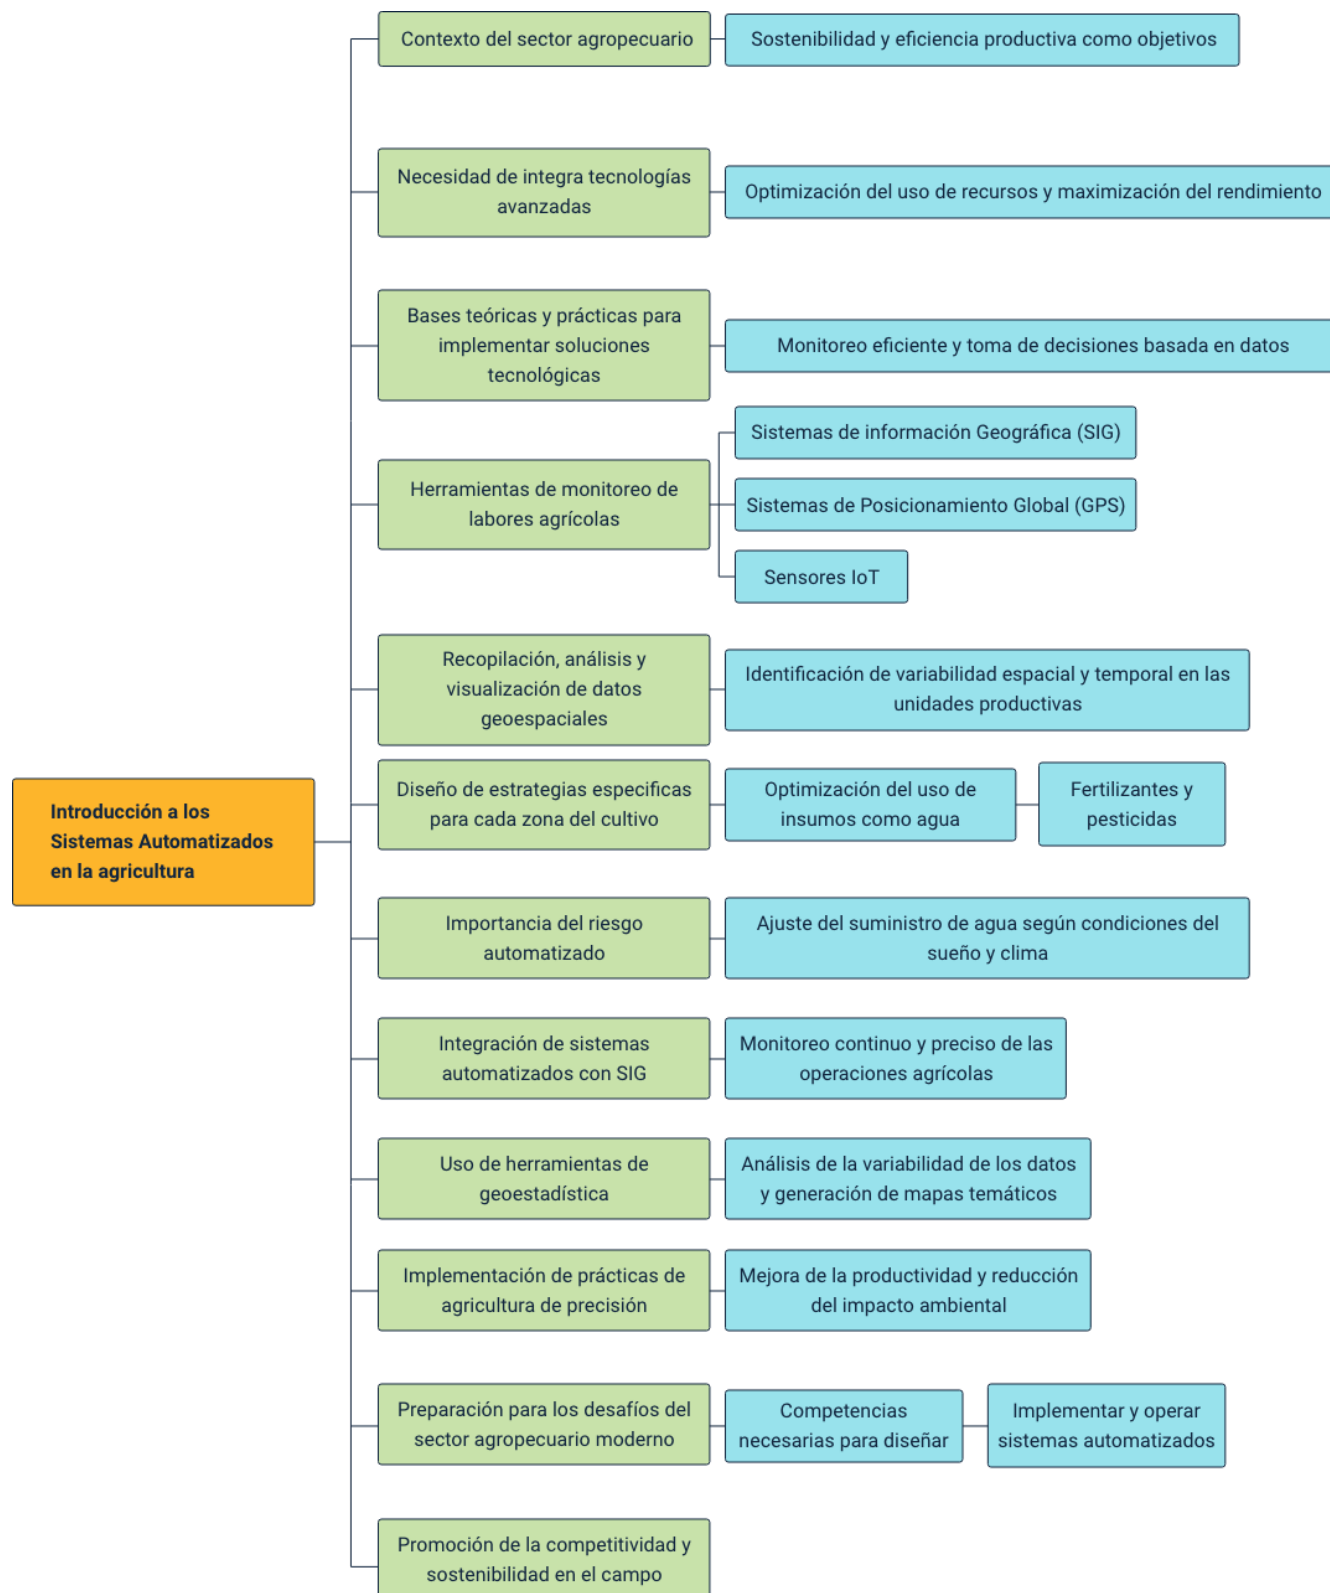 Contexto del sector agropecuario
Sostenibilidad y eficiencia productiva como objetivos
Necesidad de integra tecnologías
avanzadas
Optimización del uso de recursos y maximización del rendimiento
Bases teóricas y prácticas para
implementar soluciones
tecnológicas
Monitoreo eficiente y toma de decisiones basada en datos
Herramientas de monitoreo de
labores agrícolas
Sistemas de información Geográfica (SIG)
Sistemas de Posicionamiento Global (GPS)
Sensores IoT
Recopilación, análisis y
visualización de datos
geoespaciales
Identificación de variabilidad espacial y temporal en las
unidades productivas
Introducción a los
Sistemas Automatizados
en la agricultura
Diseño de estrategias especificas
para cada zona del cultivo
Optimización del uso de
insumos como agua
Fertilizantes y
pesticidas
Importancia del riesgo
automatizado
Ajuste del suministro de agua según condiciones del
sueño y clima
Integración de sistemas
automatizados con SIG
Monitoreo continuo y preciso de las
operaciones agrícolas
Uso de herramientas de
geoestadística
Análisis de la variabilidad de los datos
y generación de mapas temáticos
Implementación de prácticas de
agricultura de precisión
Mejora de la productividad y reducción
del impacto ambiental
Preparación para los desafíos del
sector agropecuario moderno
Competencias
necesarias para diseñar
Implementar y operar
sistemas automatizados
Promoción de la competitividad y
sostenibilidad en el campo